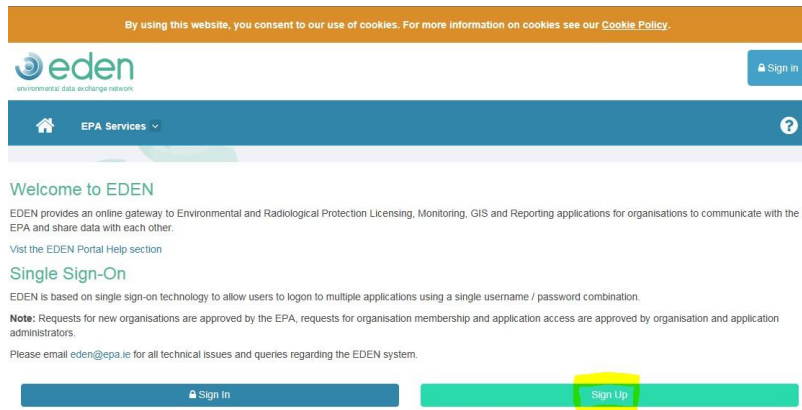 By using this website, you consent to our use of cookies. For more information on cookies see our Cookie Policy.
eden
environmental data exchange network
Sign in
EPA Services
?
Welcome to EDEN
EDEN provides an online gateway to Environmental and Radiological Protection Licensing, Monitoring, GIS and Reporting applications for organisations to communicate with the
EPA and share data with each other.
Vist the EDEN Portal Help section
Single Sign-On
EDEN is based on single sign-on technology to allow users to logon to multiple applications using a single username / password combination.
Note: Requests for new organisations are approved by the EPA, requests for organisation membership and application access are approved by organisation and application
administrators.
Please email eden@epa.ie for all technical issues and queries regarding the EDEN system.
Sign In
Sign Up